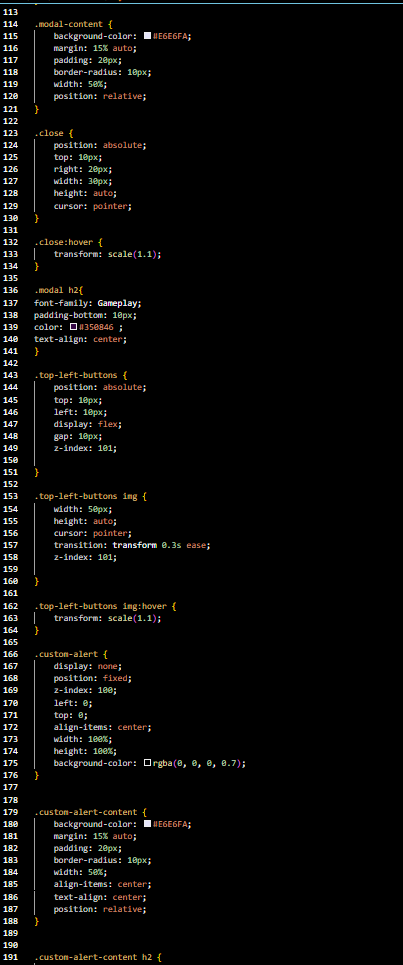 113
114 .modal-content {
115 background-color: #E6E6FA;
116 margin: 15% auto;
117 padding: 20px;
118 border-radius: 10px;
119 width: 50%;
120 position: relative;
121 }
122
123 .close {
124 position: absolute;
125 top: 10px;
126 right: 20px;
127 width: 30px;
128 height: auto;
129 cursor: pointer;
130 }
131
132 .close:hover {
133 transform: scale(1.1);
134 }
135
136 .modal h2{
137 font-family: Gameplay;
138 padding-bottom: 10px;
139 color: #350846 ;
140 text-align: center;
141 }
142
143 .top-left-buttons {
144 position: absolute;
145 top: 10px;
146 left: 10px;
147 display: flex;
148 gap: 10px;
149 z-index: 101;
150
151 }
152
153 .top-left-buttons img {
154 width: 50px;
155 height: auto;
156 cursor: pointer;
157 transition: transform 0.3s ease;
158 z-index: 101;
159
160 }
161
162 .top-left-buttons img:hover {
163 transform: scale(1.1);
164 }
165
166 .custom-alert {
167 display: none;
168 position: fixed;
169 z-index: 100;
170 left: 0;
171 top: 0;
172 align-items: center;
173 width: 100%;
174 height: 100%;
175 background-color: rgba(0, 0, 0, 0.7);
176 }
177
178
179 .custom-alert-content {
180 background-color: #E6E6FA;
181 margin: 15% auto;
182 padding: 20px;
183 border-radius: 10px;
184 width: 50%;
185 align-items: center;
186 text-align: center;
187 position: relative;
188 }
189
190
191 .custom-alert-content h2 {